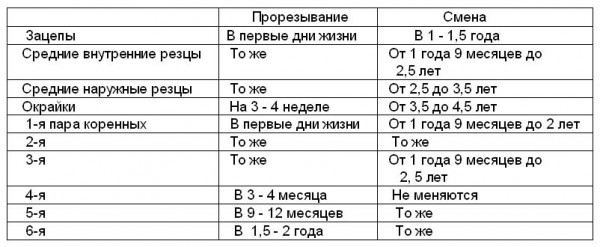 Прорезывание Смена
Зацепы В первые дни жизни В 1 - 1,5 года
Средние внутренние резцы То же От 1 года 9 месяцев до
2,5 лет
Средние наружные резцы То же От 2,5 до 3,5 лет
Окрайки На 3 - 4 неделе От 3,5 до 4,5 лет
1-я пара коренных В первые дни жизни От 1 года 9 месяцев до 2 лет
2-я То же То же
3-я То же От 1 года 9 месяцев до
2, 5 лет
4-я В 3 - 4 месяца Не меняются
5-я В 9 - 12 месяцев То же
6-я В 1,5 - 2 года То же